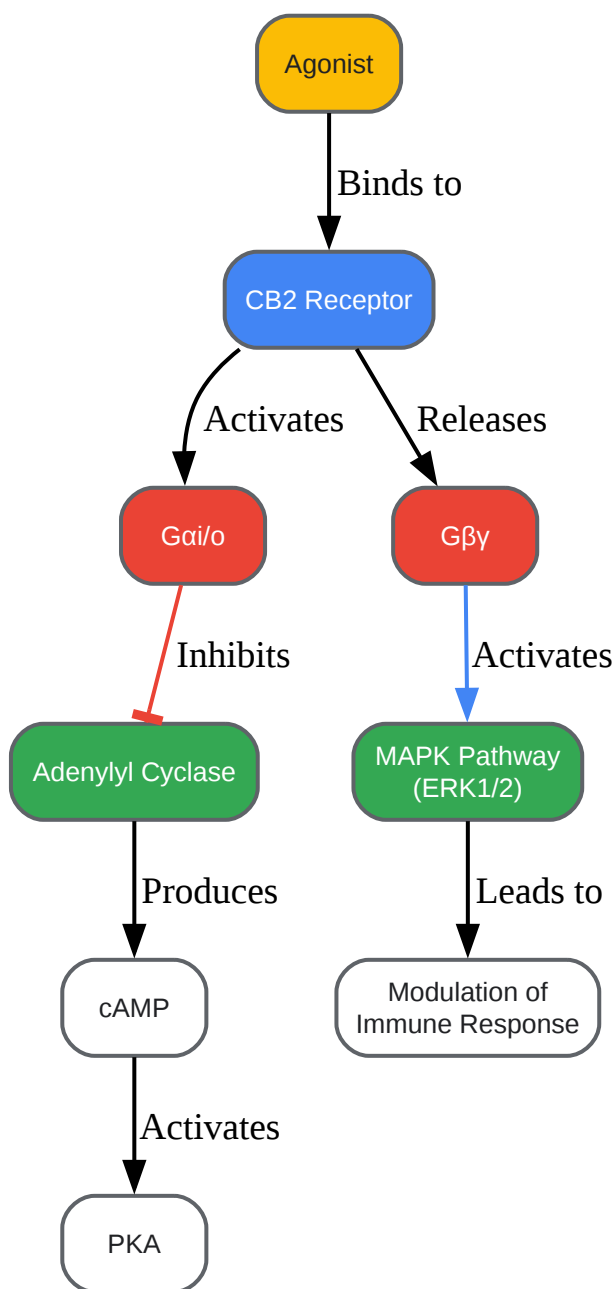 Agonist
Binds to
CB2 Receptor
Activates
Releases
Gαi/o
Gβγ
Inhibits
Activates
Adenylyl Cyclase
MAPK Pathway
(ERK1/2)
Produces
Leads to
cAMP
Modulation of
Immune Response
Activates
PKA